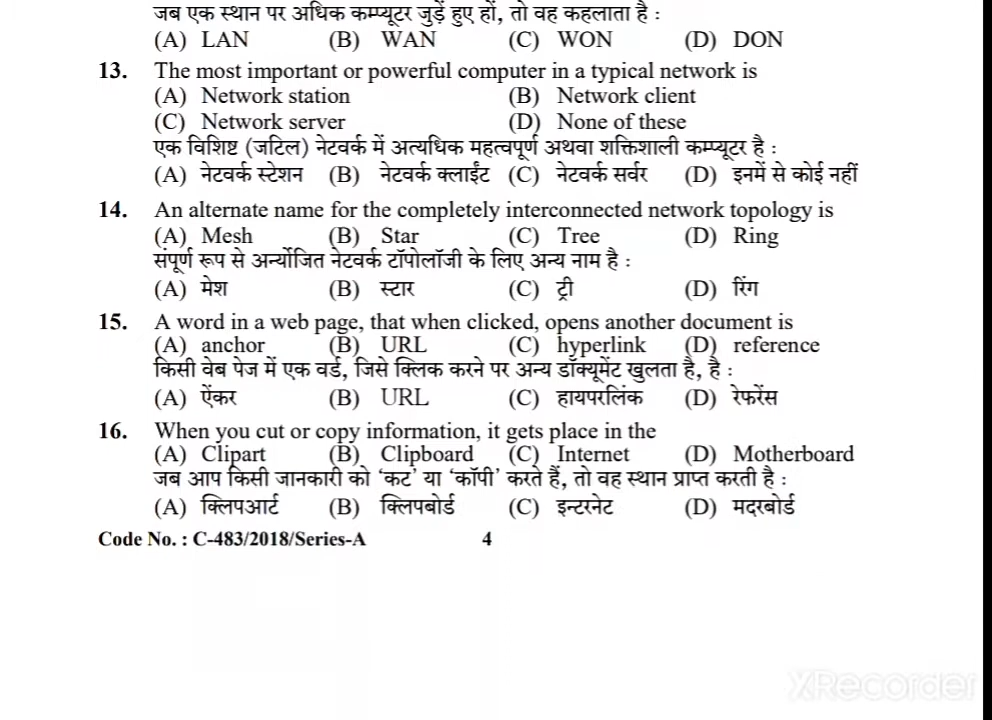 जब एक स्थान पर अधिक कम्प्यूटर जुड़ें हुए हों, तो वह कहलाता है :
(A) LAN (B) WAN (C) WON (D) DON
13. The most important or powerful computer in a typical network is
(A) Network station (B) Network client
(C) Network server (D) None of these
एक विशिष्ट (जटिल) नेटवर्क में अत्यधिक महत्वपूर्ण अथवा शक्तिशाली कम्प्यूटर है :
(A) नेटवर्क स्टेशन (B) नेटवर्क क्लाईंट (C) नेटवर्क सर्वर (D) इनमें से कोई नहीं
14. An alternate name for the completely interconnected network topology is
(A) Mesh (B) Star (C) Tree (D) Ring
संपूर्ण रूप से अर्न्योजित नेटवर्क टॉपोलॉजी के लिए अन्य नाम है :
(A) मेश (B) स्टार (C) ट्री (D) रिंग
15. A word in a web page, that when clicked, opens another document is
(A) anchor (B) URL (C) hyperlink (D) reference
किसी वेब पेज में एक वर्ड, जिसे क्लिक करने पर अन्य डॉक्यूमेंट खुलता है, है :
(A) ऐंकर (B) URL (C) हायपरलिंक (D) रेफरेंस
16. When you cut or copy information, it gets place in the
(A) Clipart (B) Clipboard (C) Internet (D) Motherboard
जब आप किसी जानकारी को ‘कट’ या ‘कॉपी’ करते हैं, तो वह स्थान प्राप्त करती है :
(A) क्लिपआर्ट (B) क्लिपबोर्ड (C) इन्टरनेट (D) मदरबोर्ड
Code No. : C-483/2018/Series-A 4
XRecorder